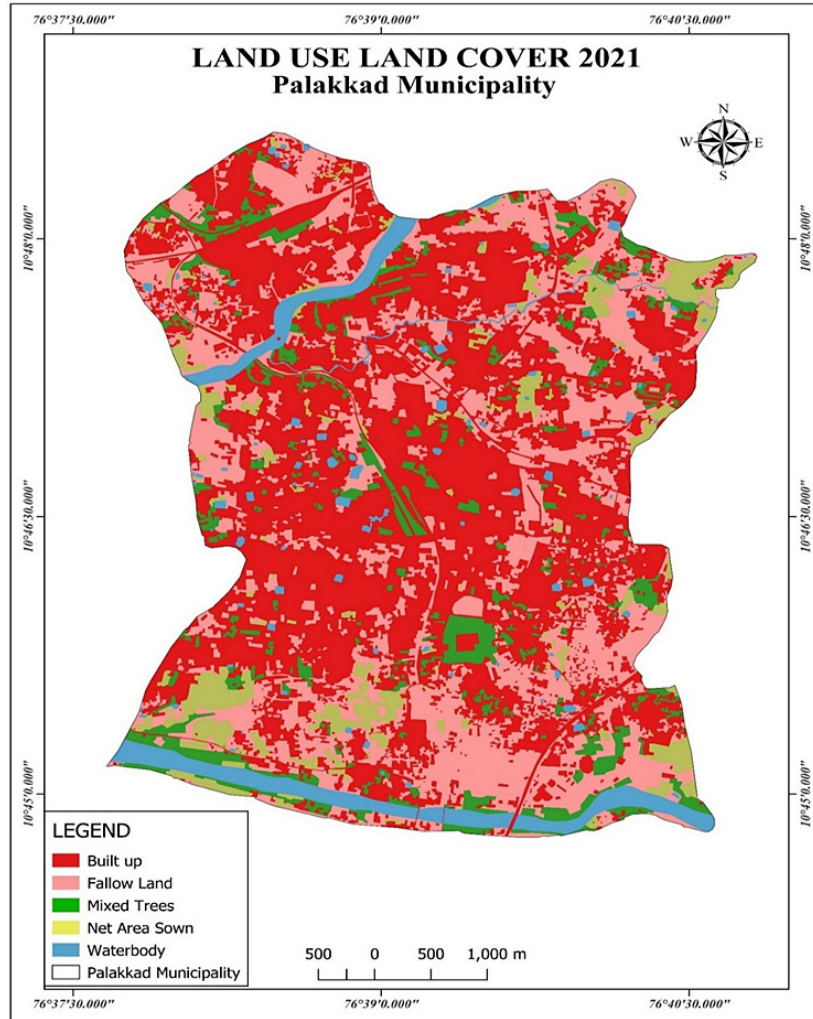 76°37'30.000" 76°39'0.000" 76°40'30.000"
LAND USE LAND COVER 2021
Palakkad Municipality
N
W E
S
10°48'0.000" 10°48'0.000"
10°46'30.000" 10°46'30.000"
10°45'0.000" 10°45'0.000"
LEGEND
Built up
Fallow Land
Mixed Trees
Net Area Sown
Waterbody
Palakkad Municipality
500 0 500 1,000 m
76°37'30.000" 76°39'0.000" 76°40'30.000"